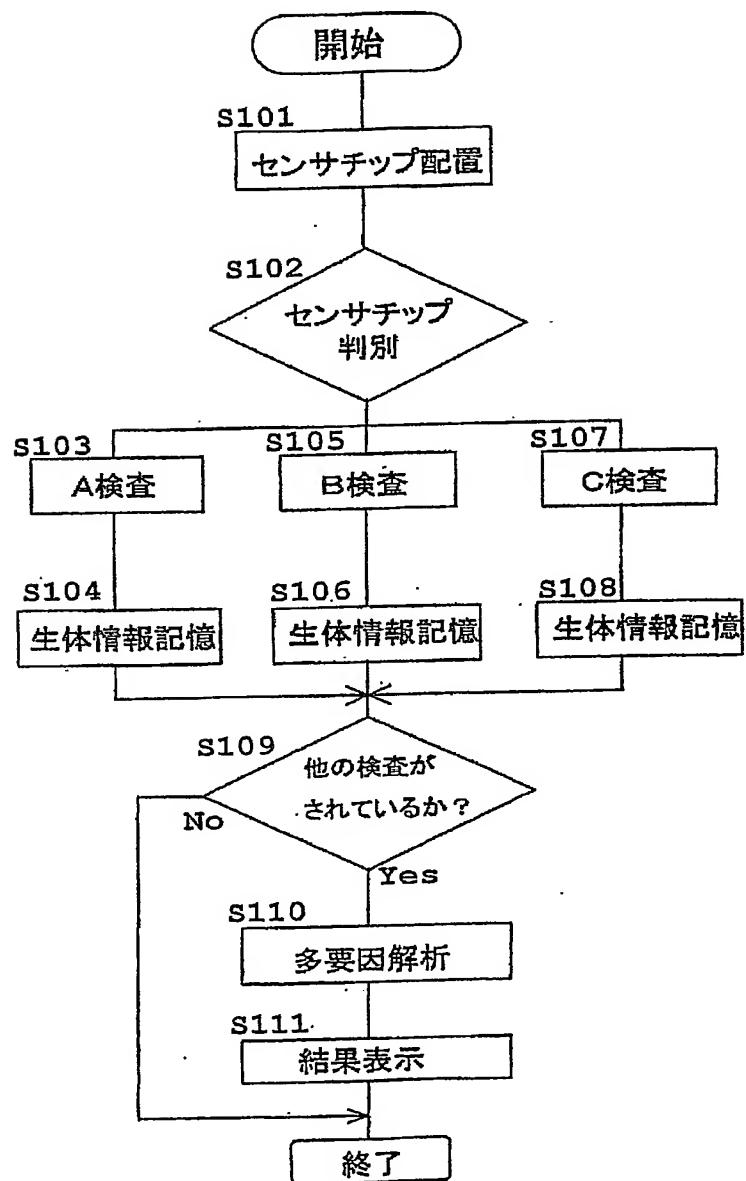 開始
S101
センサチップ配置
S102
センサチップ
判別
S103
A検査
S105
B検査
S107
C検査
S104
生体情報記憶
S106
生体情報記憶
S108
生体情報記憶
S109
他の検査が
されているか?
No
Yes
S110
多要因解析
S111
結果表示
終了